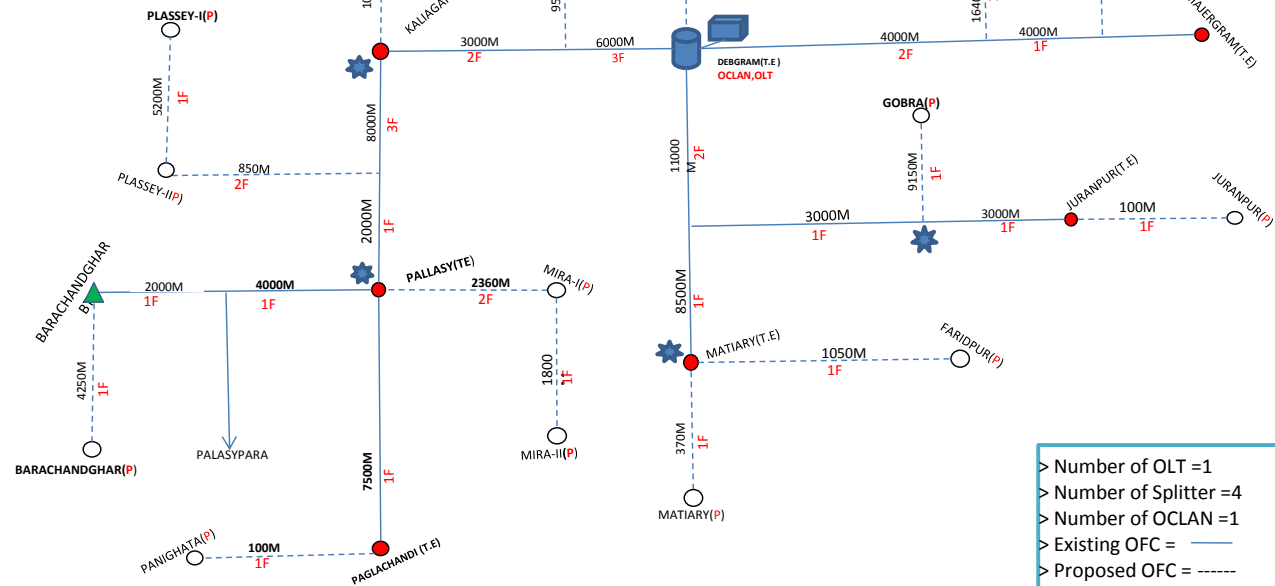 PLASSEY-I(P)
10
KALIAGA
95
1640
HAJERGRAM(T.E)
3000M
2F
6000M
3F
4000M
2F
4000M
1F
DEBGRAM(T.E )
OCLAN,OLT
5200M
1F
8000M
3F
GOBRA(P)
11000
M
2F
9150M
1F
850M
2F
PLASSEY-II(P)
JURANPUR(T.E)
JURANPUR(P)
2000M
1F
3000M
1F
3000M
1F
100M
1F
BARACHANDGHAR
2000M
1F
4000M
1F
PALLASY(TE)
2360M
2F
MIRA-I(P)
8500M
1F
MATIARY(T.E)
1050M
1F
FARIDPUR(P)
4250M
1F
1800
1F
370M
1F
BARACHANDGHAR(P)
PALASYPARA
MIRA-II(P)
7500M
1F
MATIARY(P)
PANIGHATA(P)
100M
1F
PAGLACHANDI (T.E)
> Number of OLT =1
> Number of Splitter =4
> Number of OCLAN =1
> Existing OFC =
> Proposed OFC = ------